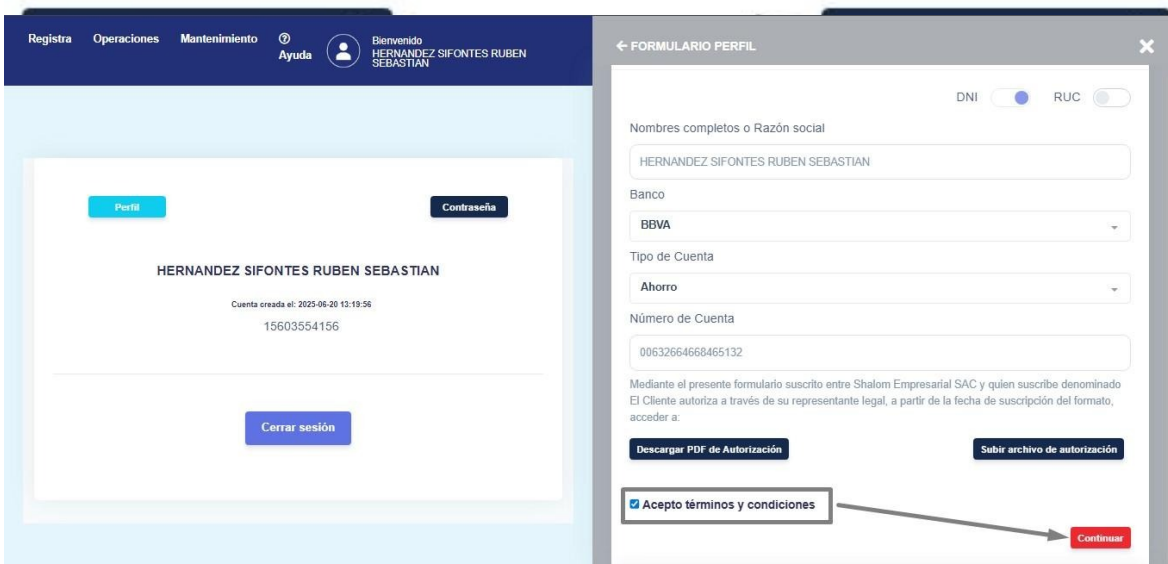 Registra Operaciones Mantenimiento Ayuda
Bienvenido
HERNANDEZ SIFONTES RUBEN
SEBASTIAN
Perfil
Contraseña
HERNANDEZ SIFONTES RUBEN SEBASTIAN
Cuenta creada el: 2025-06-20 13:19:56
15603554156
Cerrar sesión
FORMULARIO PERFIL
DNI RUC
Nombres completos o Razón social
HERNANDEZ SIFONTES RUBEN SEBASTIAN
Banco
BBVA
Tipo de Cuenta
Ahorro
Número de Cuenta
00632664668465132
Mediante el presente formulario suscrito entre Shalom Empresarial SAC y quien suscribe denominado
El Cliente autoriza a través de su representante legal, a partir de la fecha de suscripción del formato,
acceder a:
Descargar PDF de Autorización
Subir archivo de autorización
Acepto términos y condiciones
Continuar